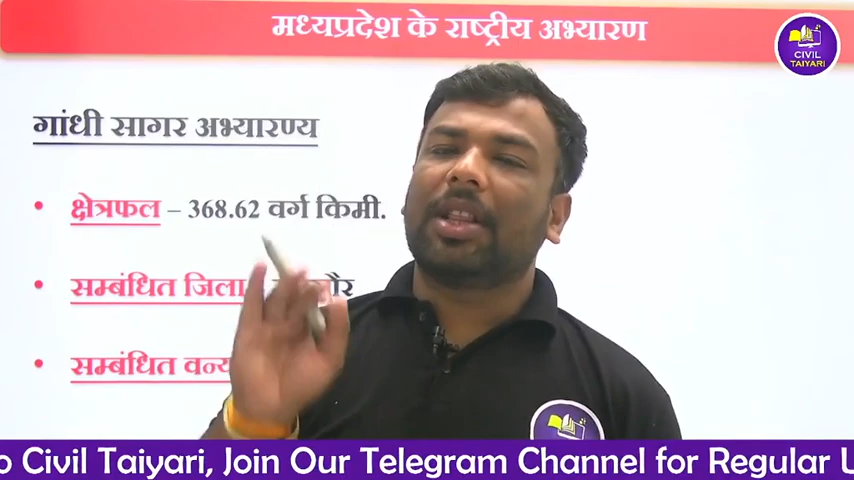 मध्यप्रदेश के राष्ट्रीय अभ्यारण
CIVIL
TAIYARI
गांधी सागर अभ्यारण्य
• क्षेत्रफल – 368.62 वर्ग किमी.
• सम्बंधित जिला
• सम्बंधित
Civil Taiyari, Join Our Telegram Channel for Regular